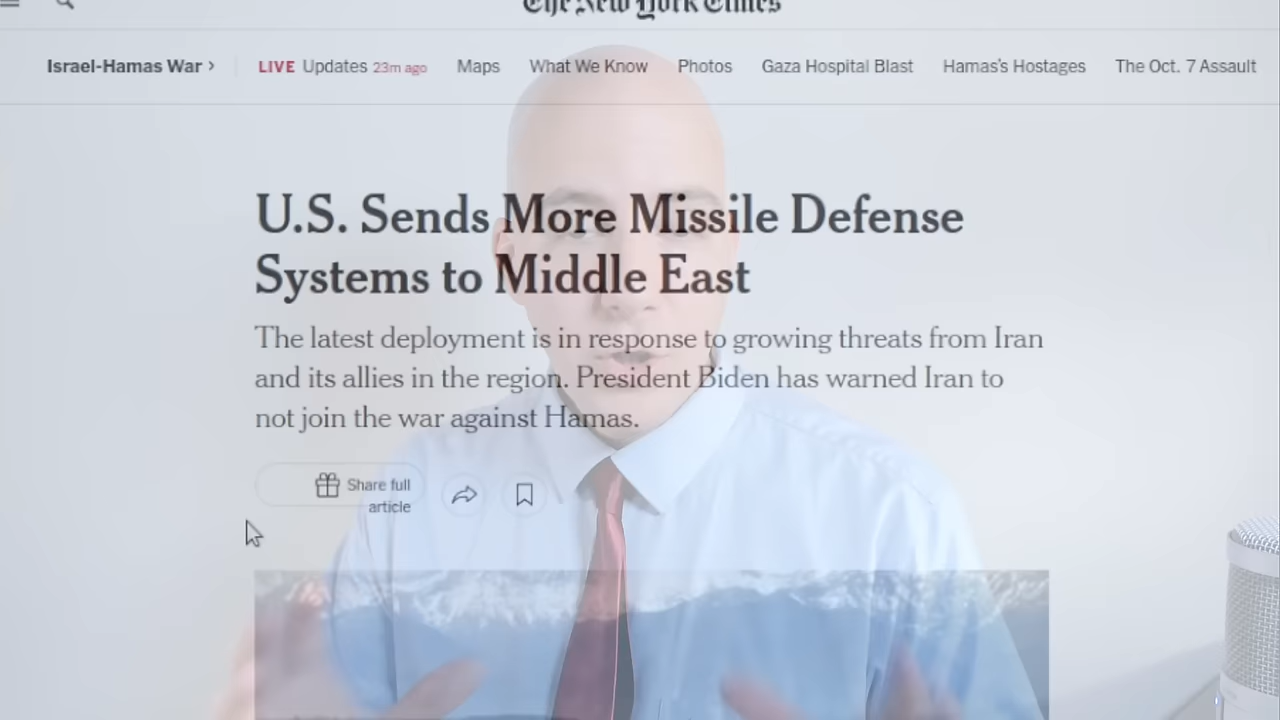 The New York Times
Israel-Hamas War ›
LIVE Updates 23m ago
Maps
What We Know
Photos
Gaza Hospital Blast
Hamas's Hostages
The Oct. 7 Assault
U.S. Sends More Missile Defense
Systems to Middle East
The latest deployment is in response to growing threats from Iran
and its allies in the region. President Biden has warned Iran to
not join the war against Hamas.
Share full
article